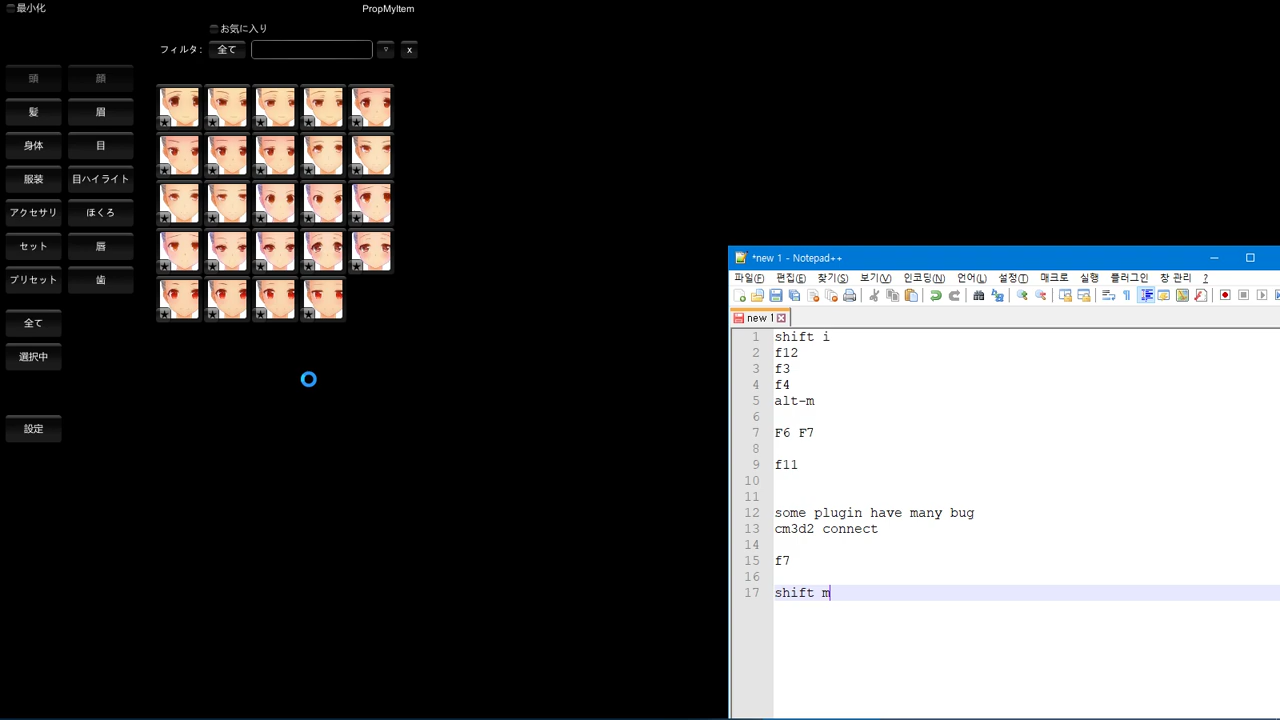 最小化
PropMyItem
お気に入り
フィルタ: 全て
▽ x
頭 顔
髪 眉
身体 目
服装 目ハイライト
アクセサリ ほくろ
セット 唇
プリセット 歯
全て
選択中
設定
*new 1 - Notepad++
파일(F) 편집(E) 찾기(S) 보기(V) 인코딩(N) 언어(L) 설정(T) 매크로 실행 플러그인 창 관리 ?
new 1
1 shift i
2 f12
3 f3
4 f4
5 alt-m
6
7 F6 F7
8
9 f11
10
11
12 some plugin have many bug
13 cm3d2 connect
14
15 f7
16
17 shift m